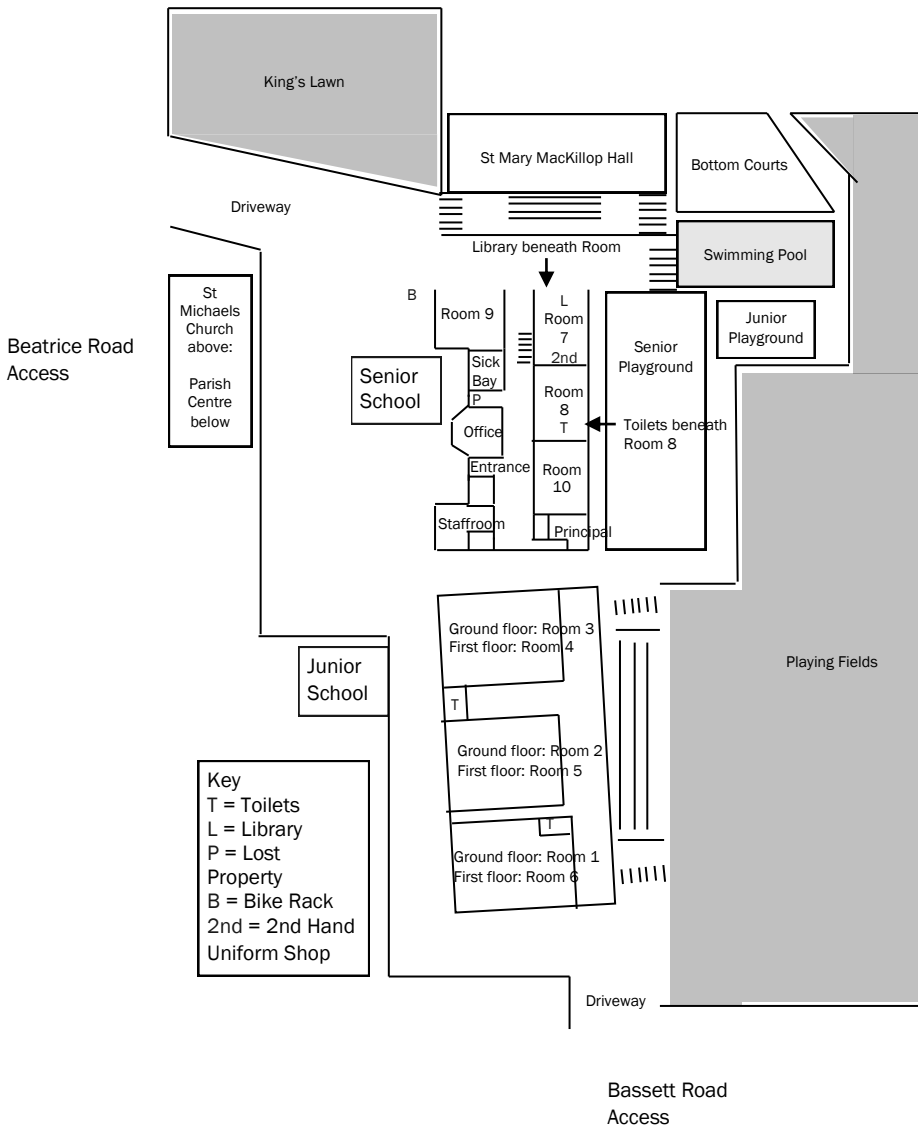 King's Lawn
St Mary MacKillop Hall
Bottom Courts
Driveway
Library beneath Room
Swimming Pool
St
Michaels
Church
above:
Parish
Centre
below
B
Room 9
L
Room
7
2nd
Junior
Playground
Beatrice Road
Access
Senior
School
Sick
Bay
P
Senior
Playground
Room
8
T
Toilets beneath
Room 8
Office
Entrance
Room
10
Staffroom
Principal
Ground floor: Room 3
First floor: Room 4
Junior
School
T
Playing Fields
Ground floor: Room 2
First floor: Room 5
Key
T = Toilets
L = Library
P = Lost
Property
B = Bike Rack
2nd = 2nd Hand
Uniform Shop
T
Ground floor: Room 1
First floor: Room 6
Driveway
Bassett Road
Access